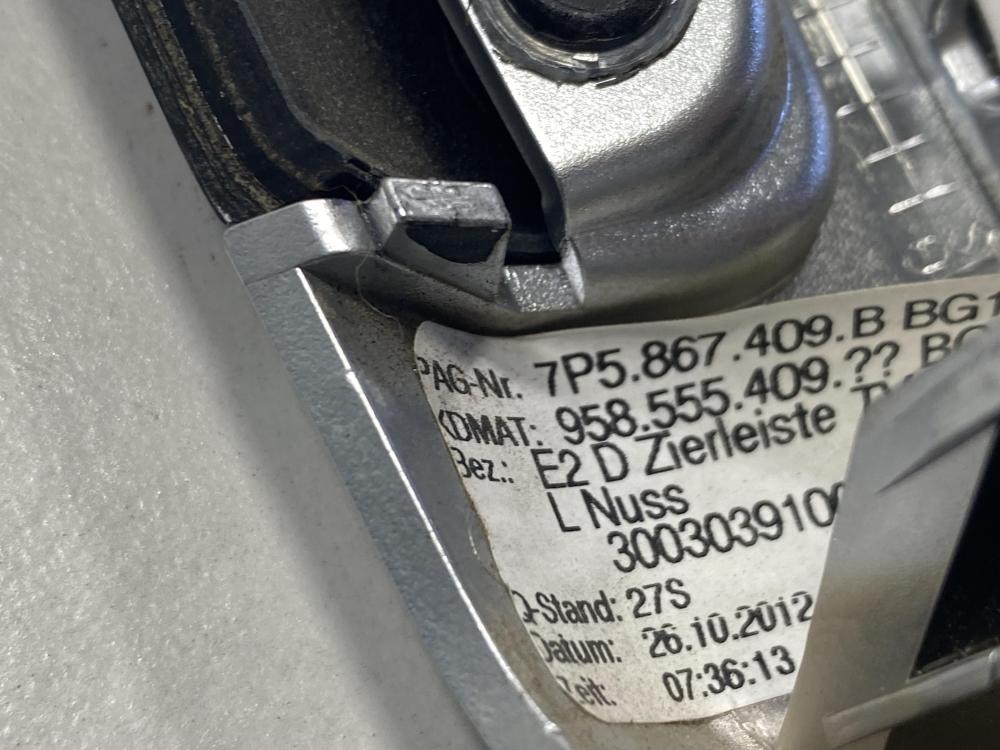 PAG-Nr. 7P5.867.409.B BG1
KDMAT: 958.555.409.??
Bez.: E2 D Zierleiste
L Nuss
300303910
Q-Stand: 27S
Datum: 26.10.2012
Zeit: 07:36:13